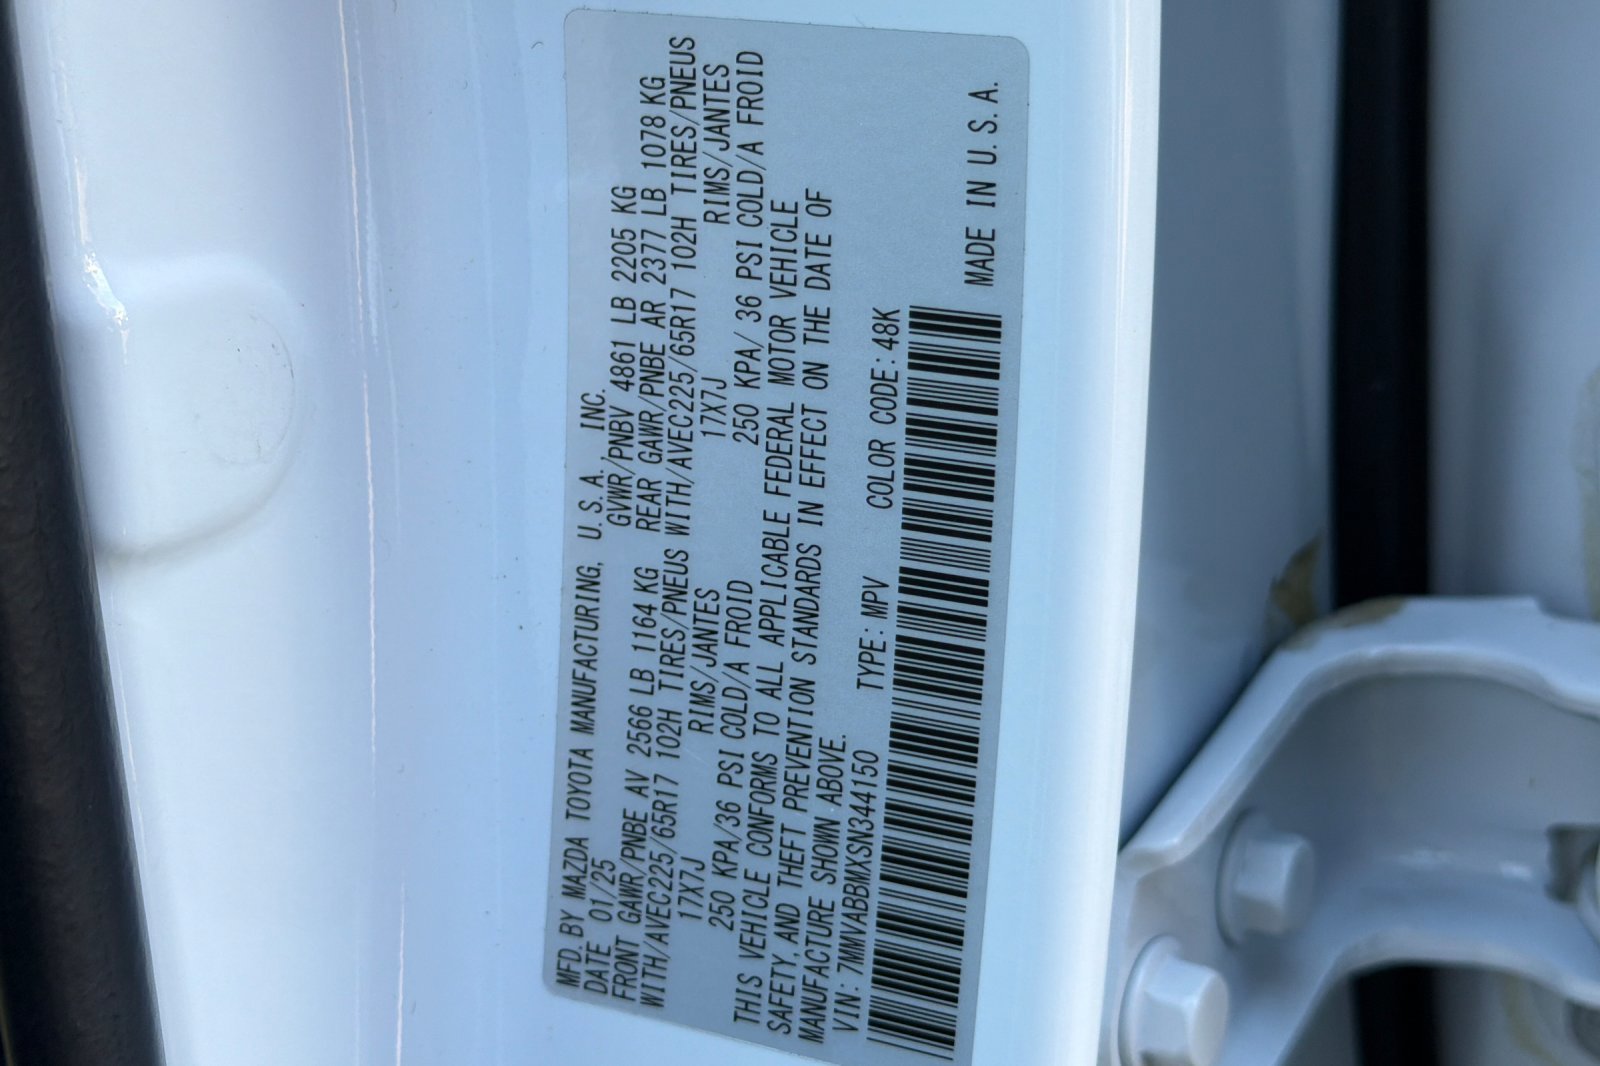 MFD. BY MAZDA TOYOTA MANUFACTURING, U.S.A. INC.
DATE 01/25 GVWR/PNBV 4861 LB 2205 KG
FRONT GAWR/PNBE AV 2566 LB 1164 KG REAR GAWR/PNBE AR 2377 LB 1078 KG
WITH/AVEC225/65R17 102H TIRES/PNEUS WITH/AVEC225/65R17 102H TIRES/PNEUS
17X7J RIMS/JANTES 17X7J RIMS/JANTES
250 KPA/36 PSI COLD/A FROID 250 KPA/ 36 PSI COLD/A FROID
THIS VEHICLE CONFORMS TO ALL APPLICABLE FEDERAL MOTOR VEHICLE
SAFETY, AND THEFT PREVENTION STANDARDS IN EFFECT ON THE DATE OF
MANUFACTURE SHOWN ABOVE.
VIN: 7MMVABBMXSN344150 TYPE: MPV COLOR CODE: 48K
MADE IN U.S.A.